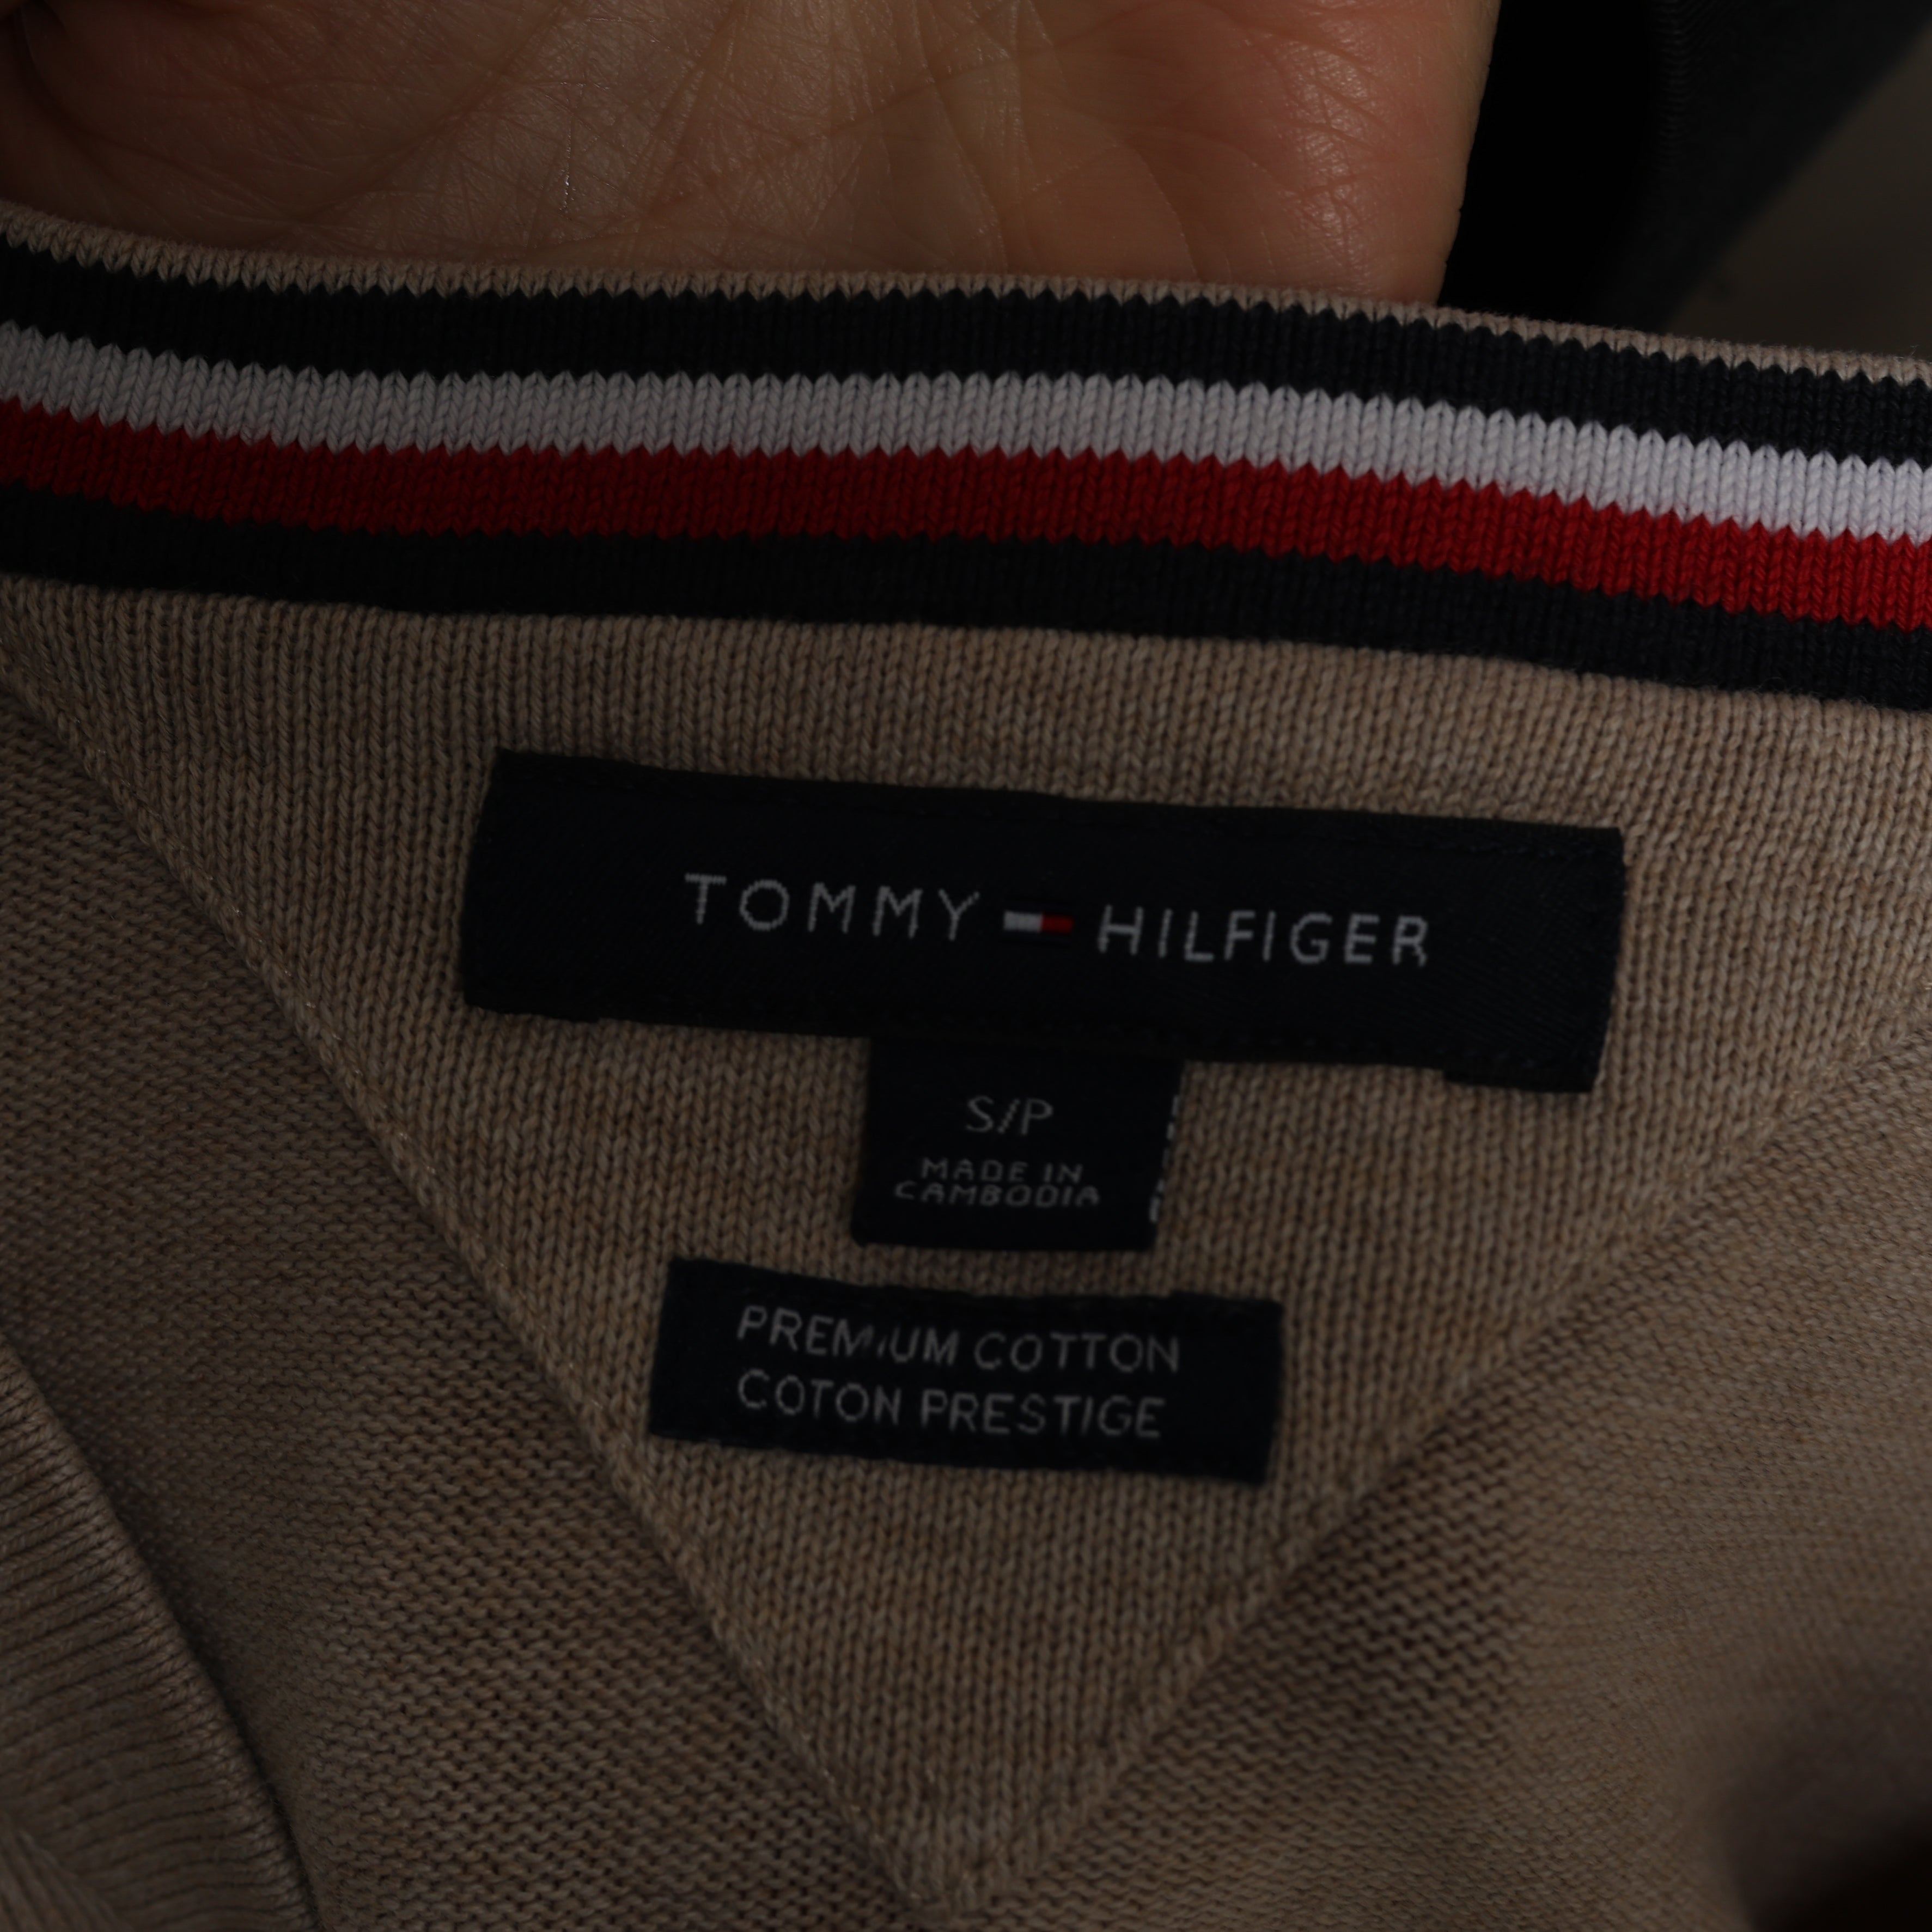 TOMMY HILFIGER
S/P
MADE IN
CAMBODIA
PREMIUM COTTON
COTON PRESTIGE